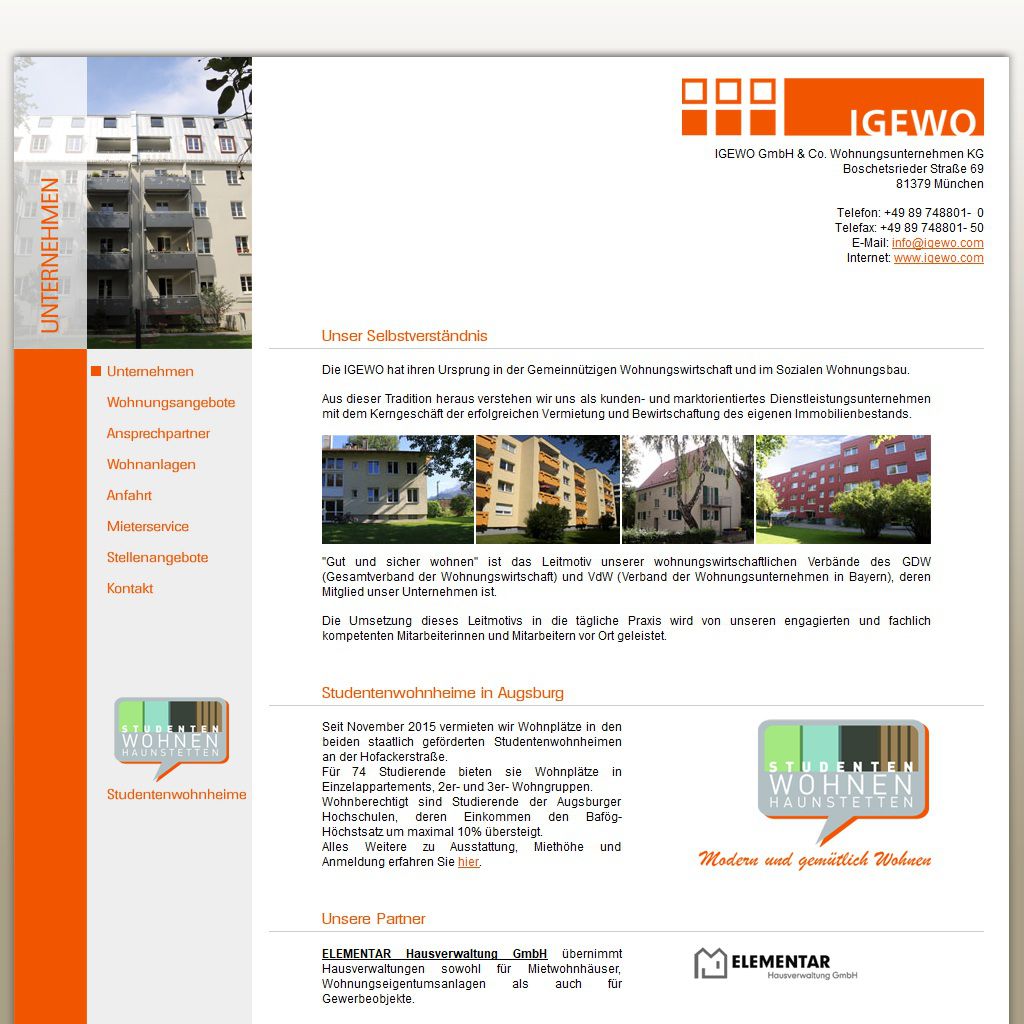 IGEWO
IGEWO GmbH & Co. Wohnungsunternehmen KG
Boschetsrieder Straße 69
81379 München
Telefon: +49 89 748801- 0
Telefax: +49 89 748801- 50
E-Mail: info@igewo.com
Internet: www.igewo.com
UNTERNEHMEN
Unternehmen
Wohnungsangebote
Ansprechpartner
Wohnanlagen
Anfahrt
Mieterservice
Stellenangebote
Kontakt
STUDENTEN
WOHNEN
HAUNSTETTEN
Studentenwohnheime
Unser Selbstverständnis
Die IGEWO hat ihren Ursprung in der Gemeinnützigen Wohnungswirtschaft und im Sozialen Wohnungsbau.
Aus dieser Tradition heraus verstehen wir uns als kunden- und marktorientiertes Dienstleistungsunternehmen
mit dem Kerngeschäft der erfolgreichen Vermietung und Bewirtschaftung des eigenen Immobilienbestands.
"Gut und sicher wohnen" ist das Leitmotiv unserer wohnungswirtschaftlichen Verbände des GDW
(Gesamtverband der Wohnungswirtschaft) und VdW (Verband der Wohnungsunternehmen in Bayern), deren
Mitglied unser Unternehmen ist.
Die Umsetzung dieses Leitmotivs in die tägliche Praxis wird von unseren engagierten und fachlich
kompetenten Mitarbeiterinnen und Mitarbeitern vor Ort geleistet.
Studentenwohnheime in Augsburg
Seit November 2015 vermieten wir Wohnplätze in den
beiden staatlich geförderten Studentenwohnheimen
an der Hofackerstraße.
Für 74 Studierende bieten sie Wohnplätze in
Einzelappartements, 2er- und 3er- Wohngruppen.
Wohnberechtigt sind Studierende der Augsburger
Hochschulen, deren Einkommen den Bafög-
Höchstsatz um maximal 10% übersteigt.
Alles Weitere zu Ausstattung, Miethöhe und
Anmeldung erfahren Sie hier.
STUDENTEN
WOHNEN
HAUNSTETTEN
Modern und gemütlich Wohnen
Unsere Partner
ELEMENTAR Hausverwaltung GmbH übernimmt
Hausverwaltungen sowohl für Mietwohnhäuser,
Wohnungseigentumsanlagen als auch für
Gewerbeobjekte.
ELEMENTAR
Hausverwaltung GmbH